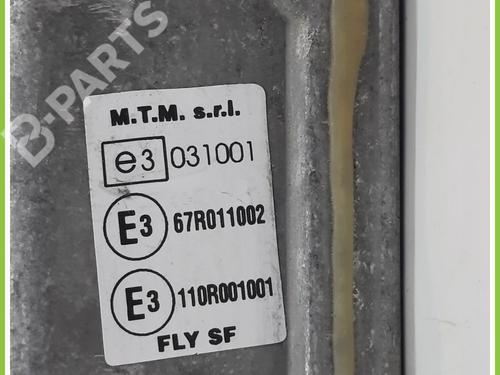 B-PARTS
M.T.M. s.r.l.
e3 031001
E3 67R011002
E3 110R001001
FLY SF